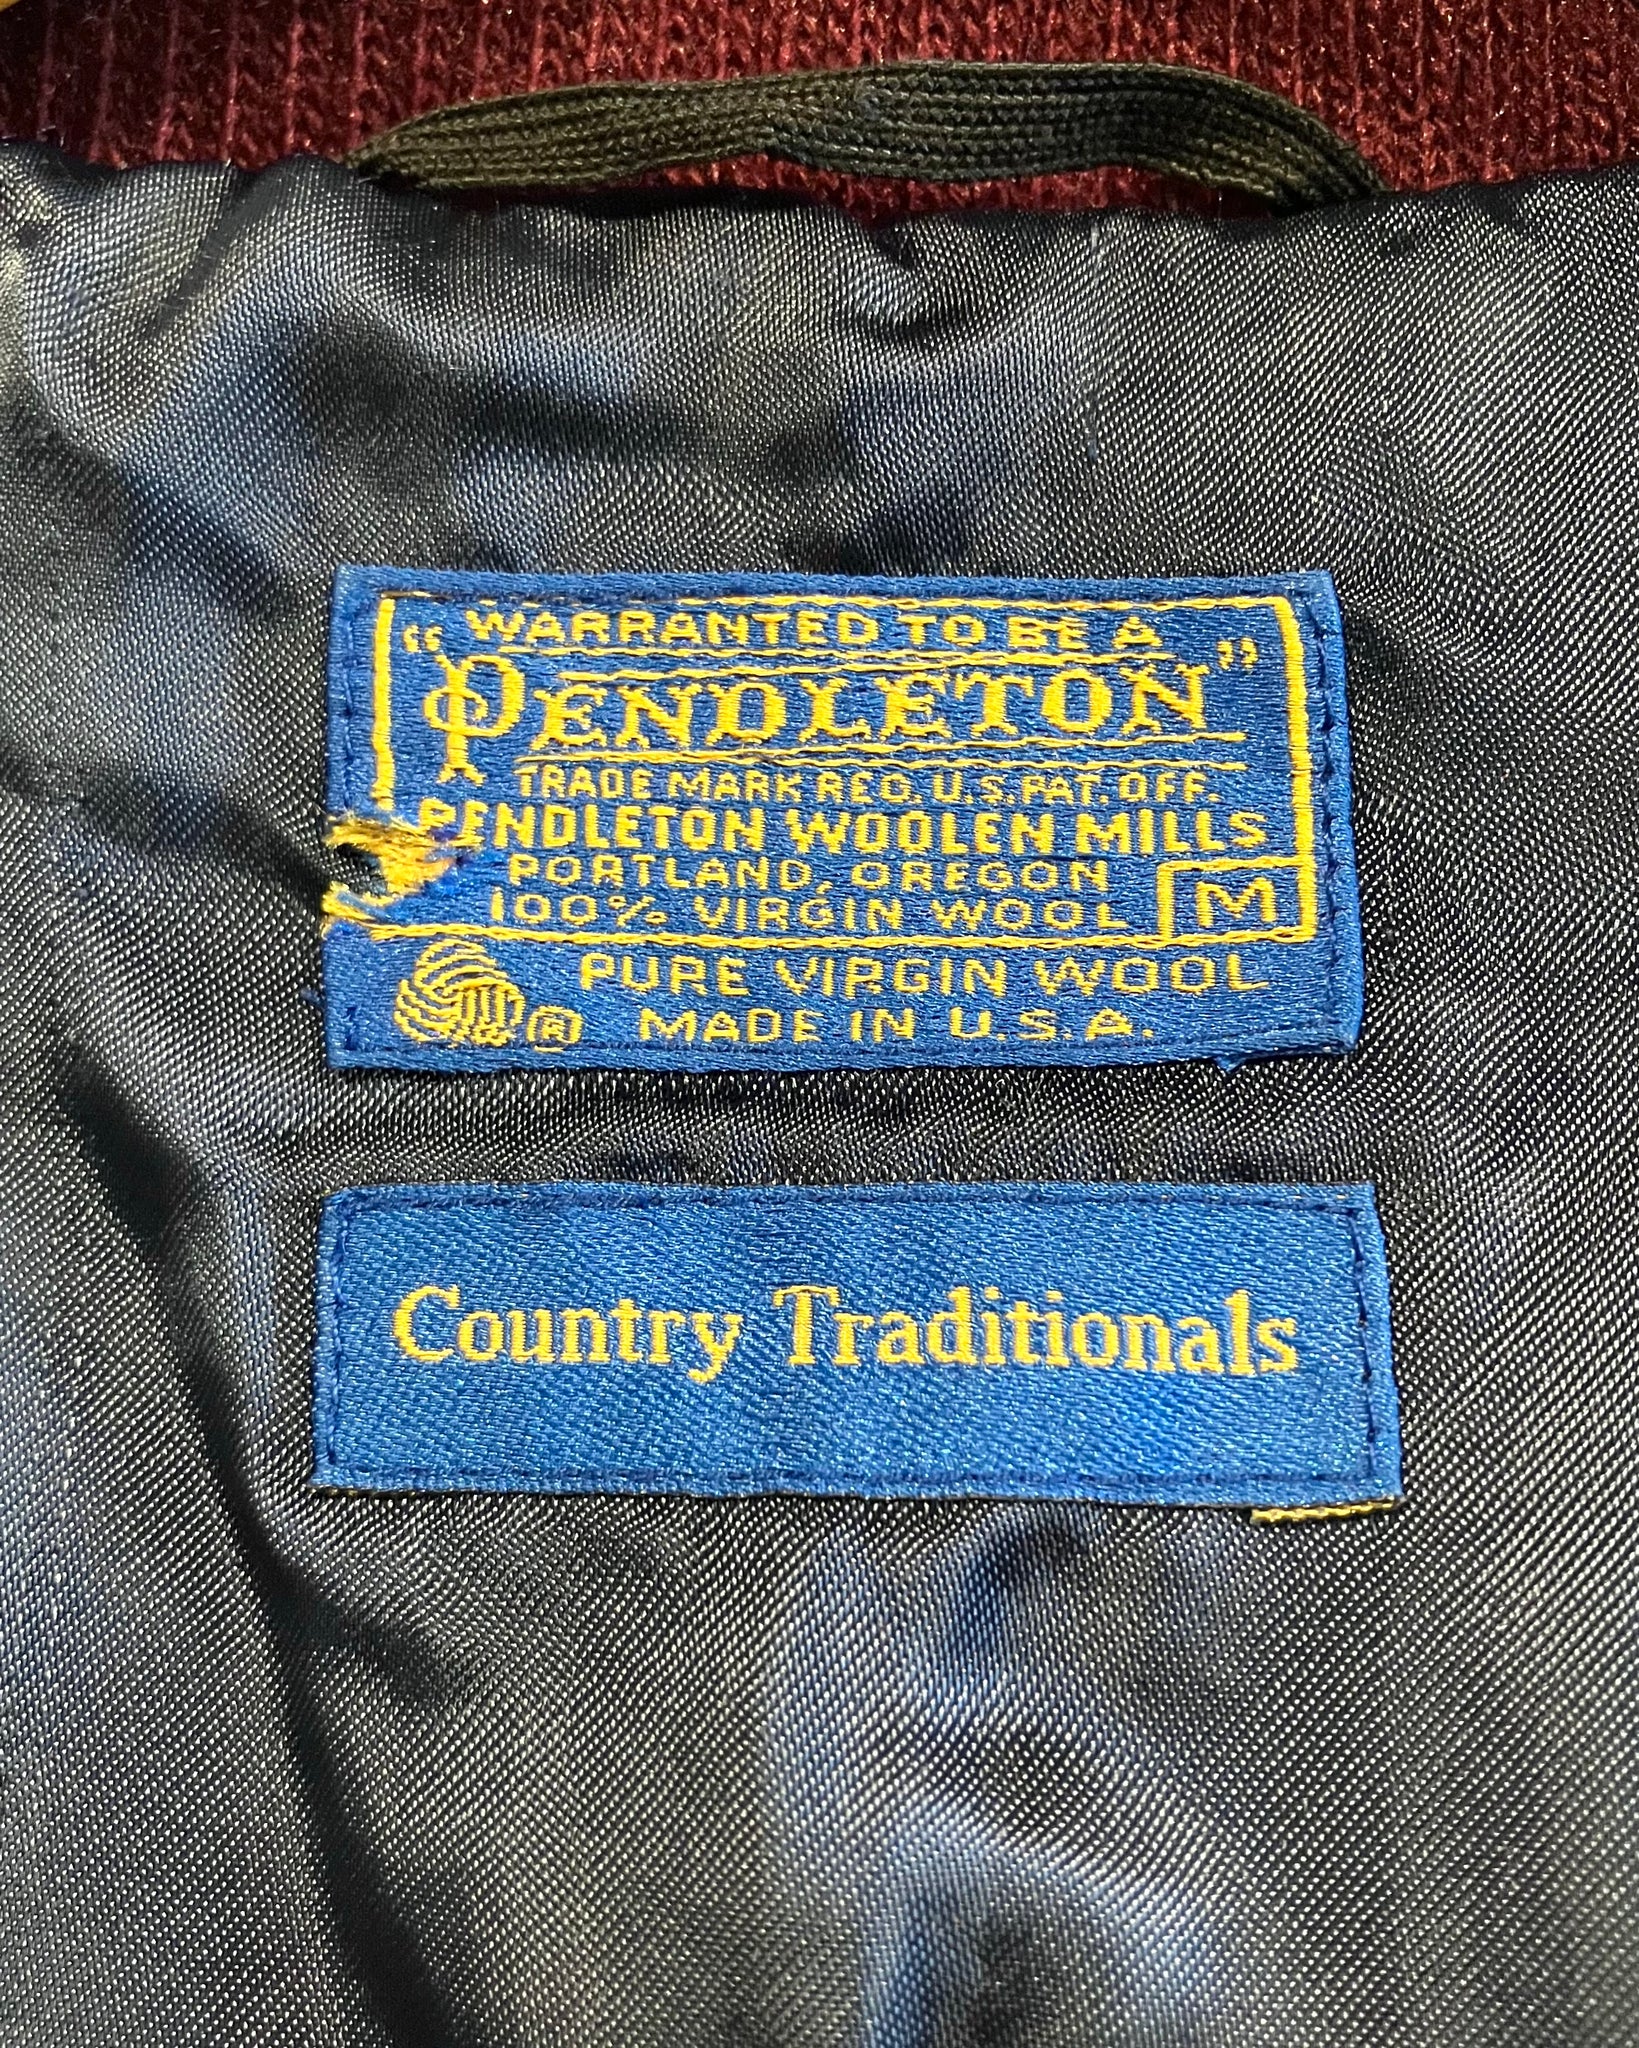 WARRANTED TO BE A
"PENDLETON"
TRADE MARK REG. U.S. PAT. OFF.
PENDLETON WOOLEN MILLS
PORTLAND, OREGON
100% VIRGIN WOOL M
PURE VIRGIN WOOL
® MADE IN U.S.A.
Country Traditionals